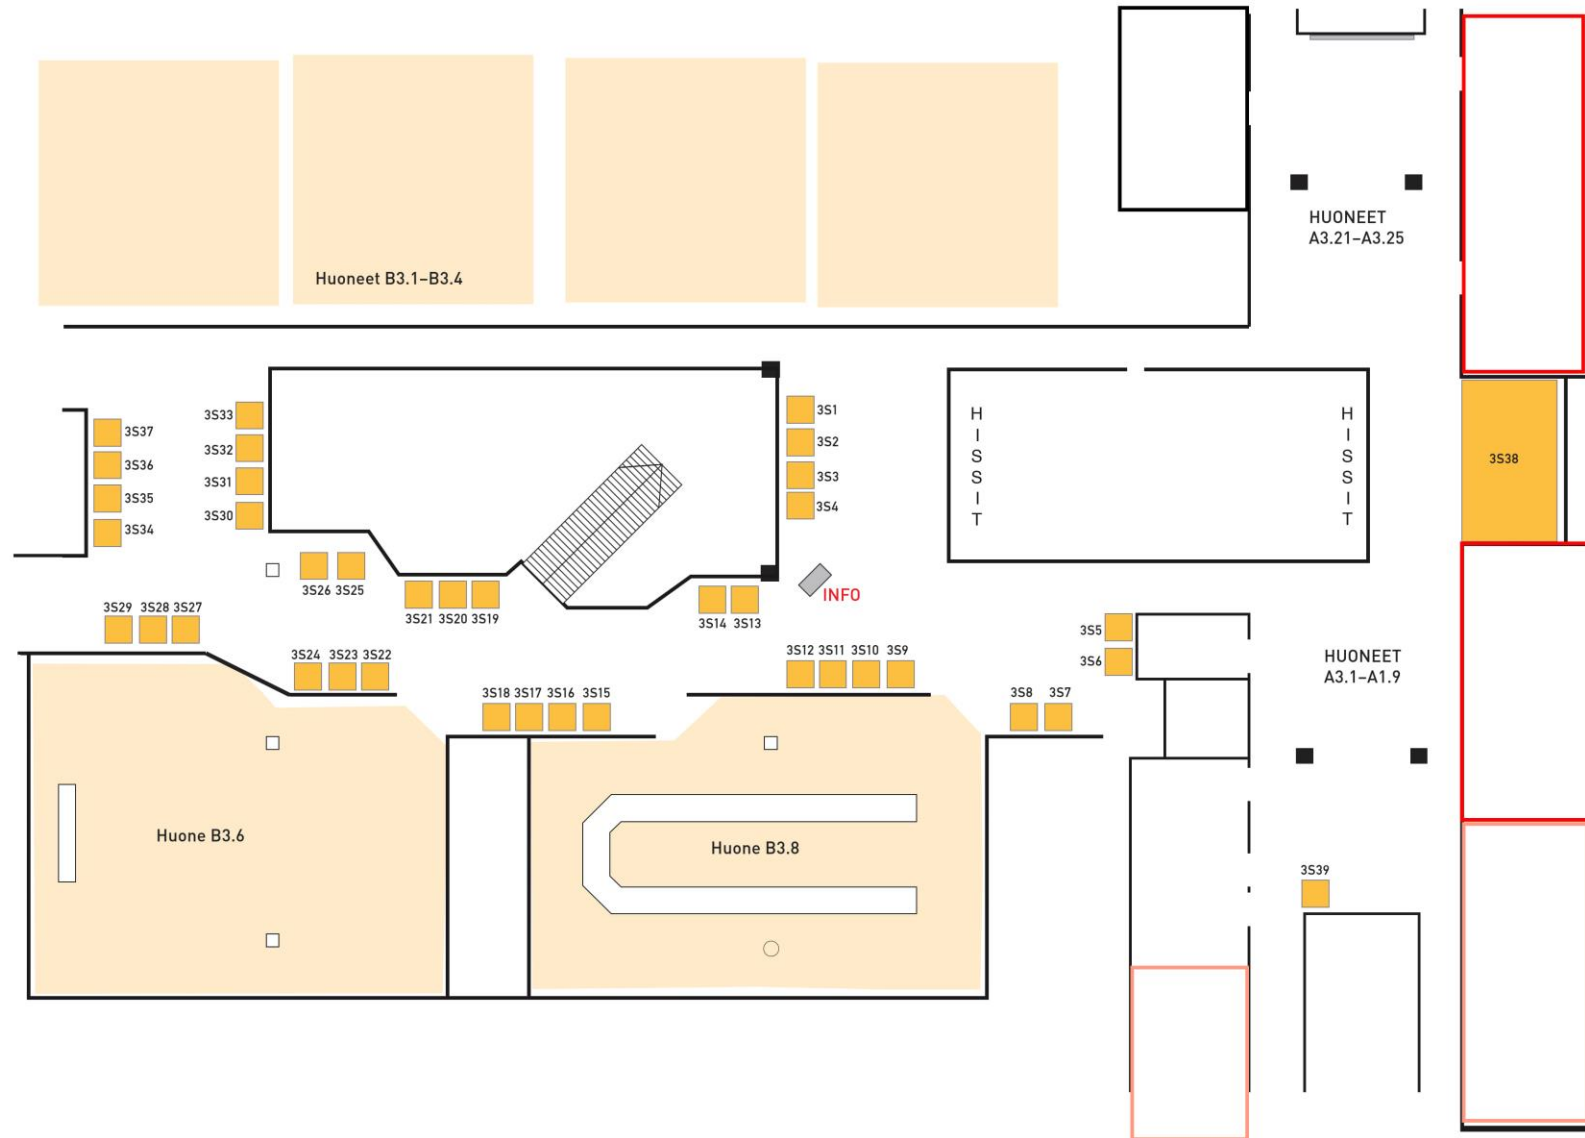 HUONEET
A3.21–A3.25
Huoneet B3.1–B3.4
3S33
3S32
3S31
3S30
3S37
3S36
3S35
3S34
3S1
3S2
3S3
3S4
HISSIT
HISSIT
3S38
3S26 3S25
3S21 3S20 3S19
3S14 3S13
INFO
3S29 3S28 3S27
3S24 3S23 3S22
3S18 3S17 3S16 3S15
3S12 3S11 3S10 3S9
3S5
3S6
3S8 3S7
HUONEET
A3.1–A1.9
Huone B3.6
Huone B3.8
3S39